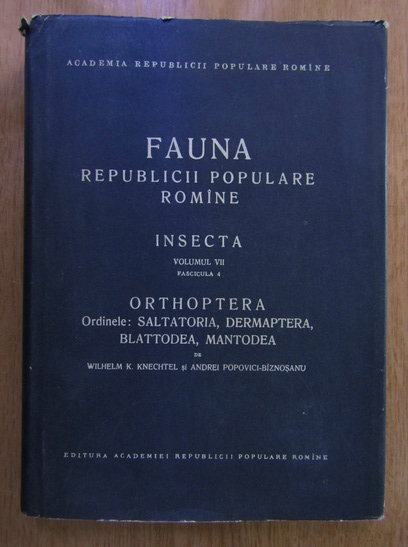 ACADEMIA REPUBLICII POPULARE ROMÎNE
FAUNA
REPUBLICII POPULARE
ROMÎNE
INSECTA
VOLUMUL VII
FASCICULA 4
ORTHOPTERA
Ordinele: SALTATORIA, DERMAPTERA,
BLATTODEA, MANTODEA
DE
WILHELM K. KNECHTEL și ANDREI POPOVICI-BÎZNOȘANU
EDITURA ACADEMIEI REPUBLICII POPULARE ROMÎNE